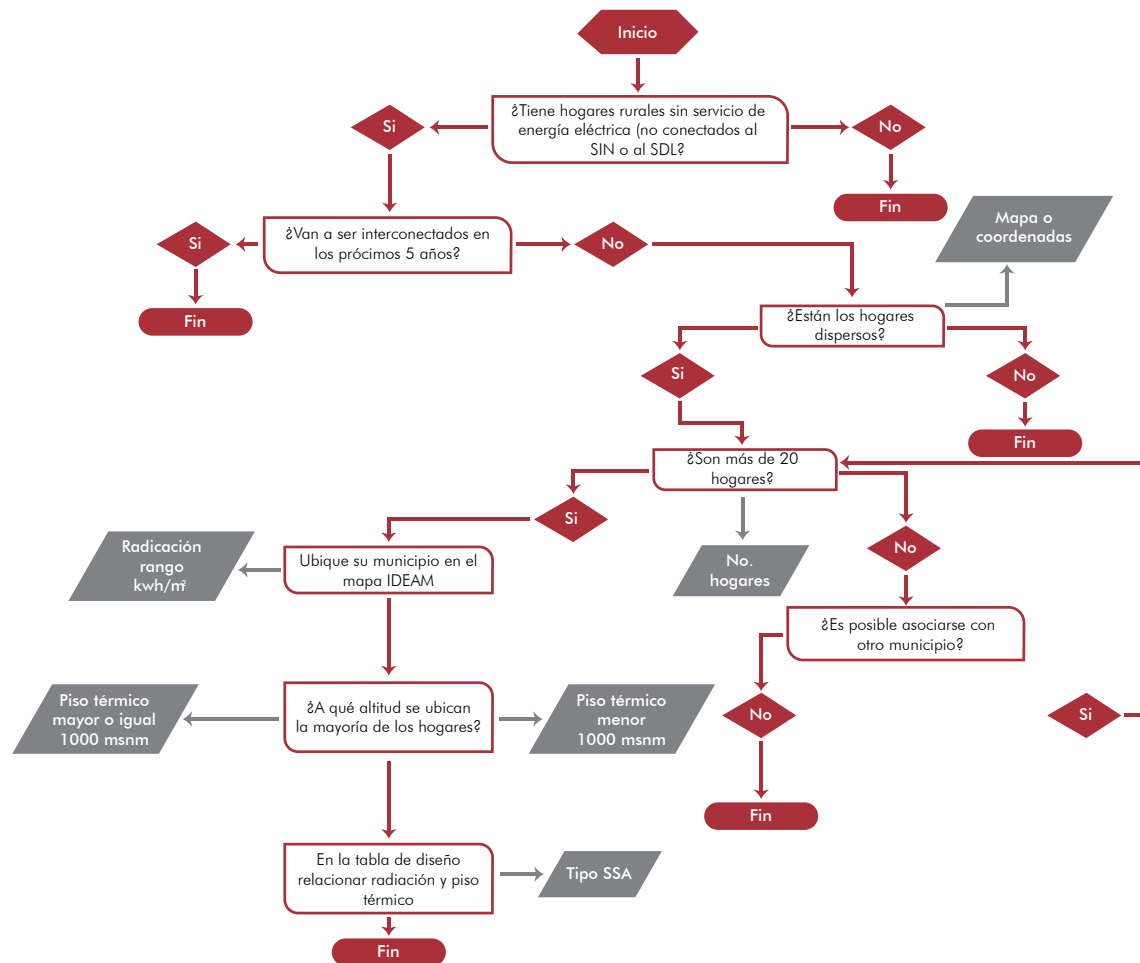 Inicio
¿Tiene hogares rurales sin servicio de
energía eléctrica (no conectados al
SIN o al SDL?
Si
No
Fin
Mapa o
coordenadas
¿Van a ser interconectados en
los prócimos 5 años?
Si
No
Fin
¿Están los hogares
dispersos?
Si
No
Fin
¿Son más de 20
hogares?
Si
No
No.
hogares
Radicación
rango
kwh/m²
Ubique su municipio en el
mapa IDEAM
¿Es posible asociarse con
otro municipio?
Piso térmico
mayor o igual
1000 msnm
¿A qué altitud se ubican
la mayoría de los hogares?
Piso térmico
menor
1000 msnm
No
Si
Fin
En la tabla de diseño
relacionar radiación y piso
térmico
Tipo SSA
Fin